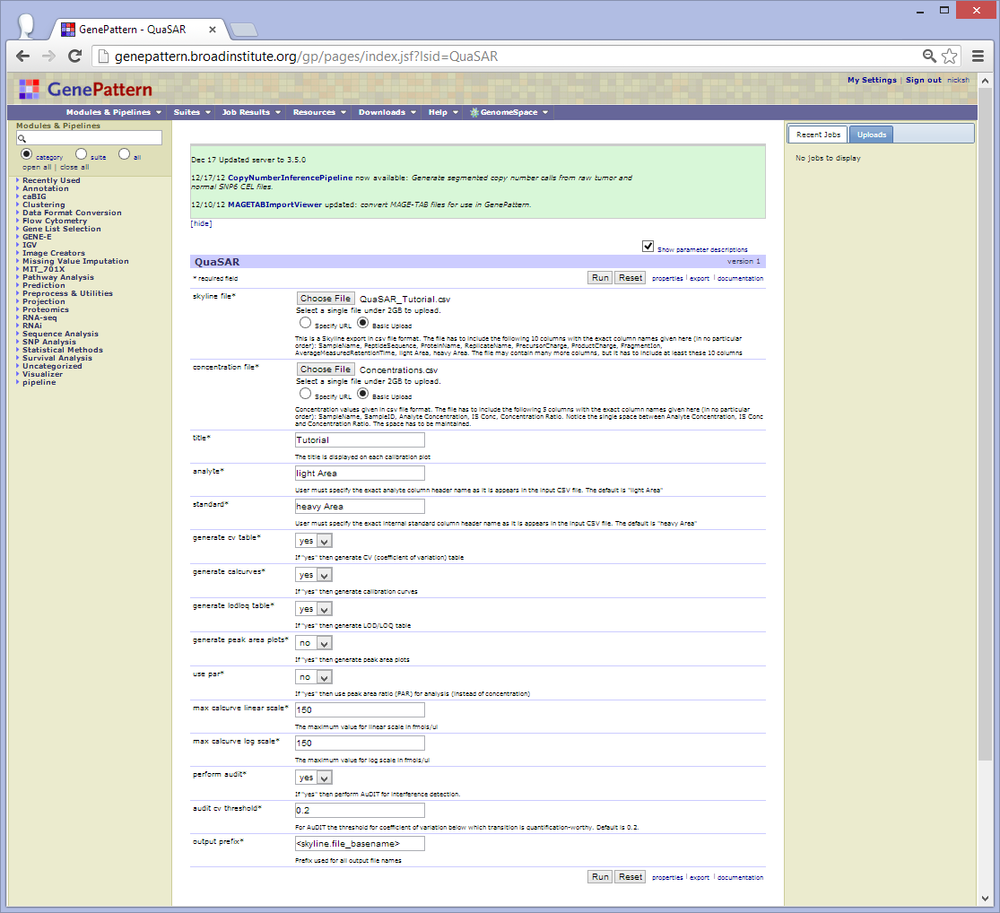 GenePattern - QuaSAR
genepattern.broadinstitute.org/gp/pages/index.jsf?lsid=QuaSAR
GenePattern
My Settings | Sign out nicksh
Modules & Pipelines Suites Job Results Resources Downloads Help GenomeSpace
Modules & Pipelines
category suite all
open all | close all
Recently Used
Annotation
caBIG
Clustering
Data Format Conversion
Flow Cytometry
Gene List Selection
GENE-E
IGV
Image Creators
Missing Value Imputation
MIT_701X
Pathway Analysis
Prediction
Preprocess & Utilities
Projection
Proteomics
RNA-seq
RNAi
Sequence Analysis
SNP Analysis
Statistical Methods
Survival Analysis
Uncategorized
Visualizer
pipeline
Dec 17 Updated server to 3.5.0
12/17/12 CopyNumberInferencePipeline now available: Generate segmented copy number calls from raw tumor and
normal SNP6 CEL files.
12/10/12 MAGETABImportViewer updated: convert MAGE-TAB files for use in GenePattern.
[hide]
Show parameter descriptions
QuaSAR version 1
* required field Run Reset properties | export | documentation
skyline file* Choose File QuaSAR_Tutorial.csv
Select a single file under 2GB to upload.
Specify URL Basic Upload
This is a Skyline export in csv file format. The file has to include the following 10 columns with the exact column names given here (in no particular
order): SampleName, PeptideSequence, ProteinName, ReplicateName, PrecursorCharge, ProductCharge, FragmentIon,
AverageMeasuredRetentionTime, light Area, heavy Area. The file may contain many more columns, but it has to include at least these 10 columns
concentration file* Choose File Concentrations.csv
Select a single file under 2GB to upload.
Specify URL Basic Upload
Concentration values given in csv file format. The file has to include the following 5 columns with the exact column names given here (in no particular
order): SampleName, SampleID, Analyte Concentration, IS Conc, Concentration Ratio. Notice the single space between Analyte Concentration, IS Conc
and Concentration Ratio. The space has to be maintained.
title* Tutorial
The title is displayed on each calibration plot
analyte* light Area
User must specify the exact analyte column header name as it is appears in the input CSV file. The default is "light Area"
standard* heavy Area
User must specify the exact internal standard column header name as it is appears in the input CSV file. The default is "heavy Area"
generate cv table* yes
If "yes" then generate CV (coefficient of variation) table
generate calcurves* yes
If "yes" then generate calibration curves
generate lodloq table* yes
If "yes" then generate LOD/LOQ table
generate peak area plots* no
If "yes" then generate peak area plots
use par* no
If "yes" then use peak area ratio (PAR) for analysis (instead of concentration)
max calcurve linear scale* 150
The maximum value for linear scale in fmols/ul
max calcurve log scale* 150
The maximum value for log scale in fmols/ul
perform audit* yes
If "yes" then perform AuDIT for interference detection.
audit cv threshold* 0.2
For AuDIT the threshold for coefficient of variation below which transition is quantification-worthy. Default is 0.2.
output prefix* <skyline.file_basename>
Prefix used for all output file names
Run Reset properties | export | documentation
Recent Jobs Uploads
No jobs to display